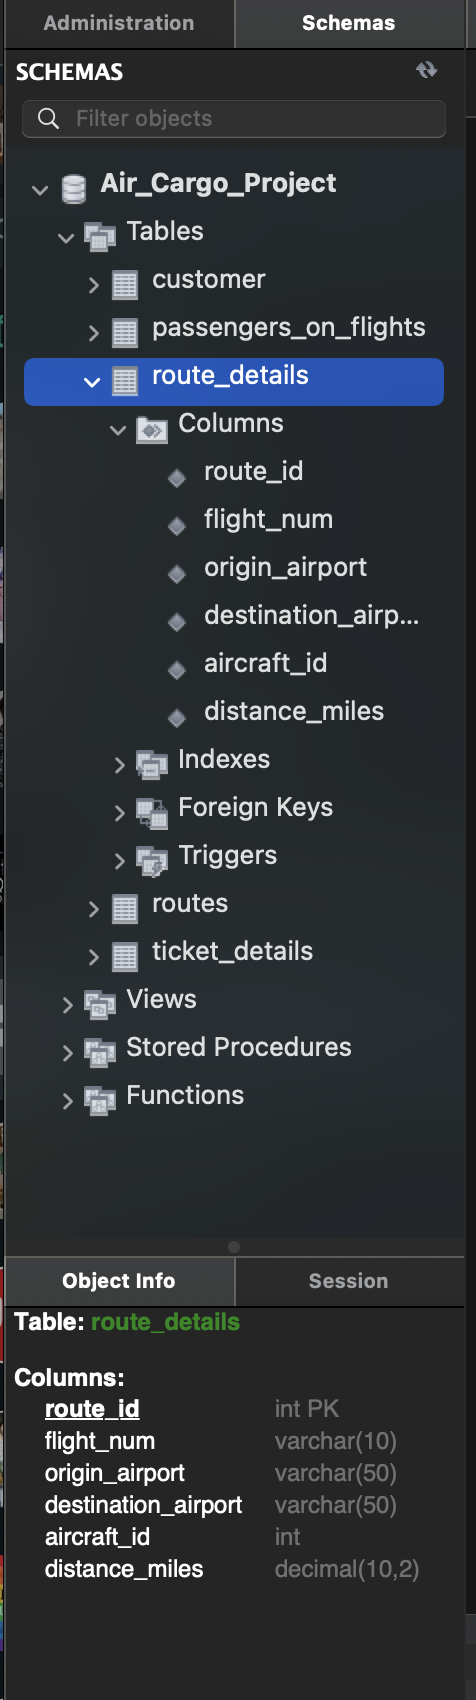 Administration Schemas
SCHEMAS
Filter objects
Air_Cargo_Project
Tables
customer
passengers_on_flights
route_details
Columns
route_id
flight_num
origin_airport
destination_airp...
aircraft_id
distance_miles
Indexes
Foreign Keys
Triggers
routes
ticket_details
Views
Stored Procedures
Functions
Object Info Session
Table: route_details
Columns:
route_id int PK
flight_num varchar(10)
origin_airport varchar(50)
destination_airport varchar(50)
aircraft_id int
distance_miles decimal(10,2)